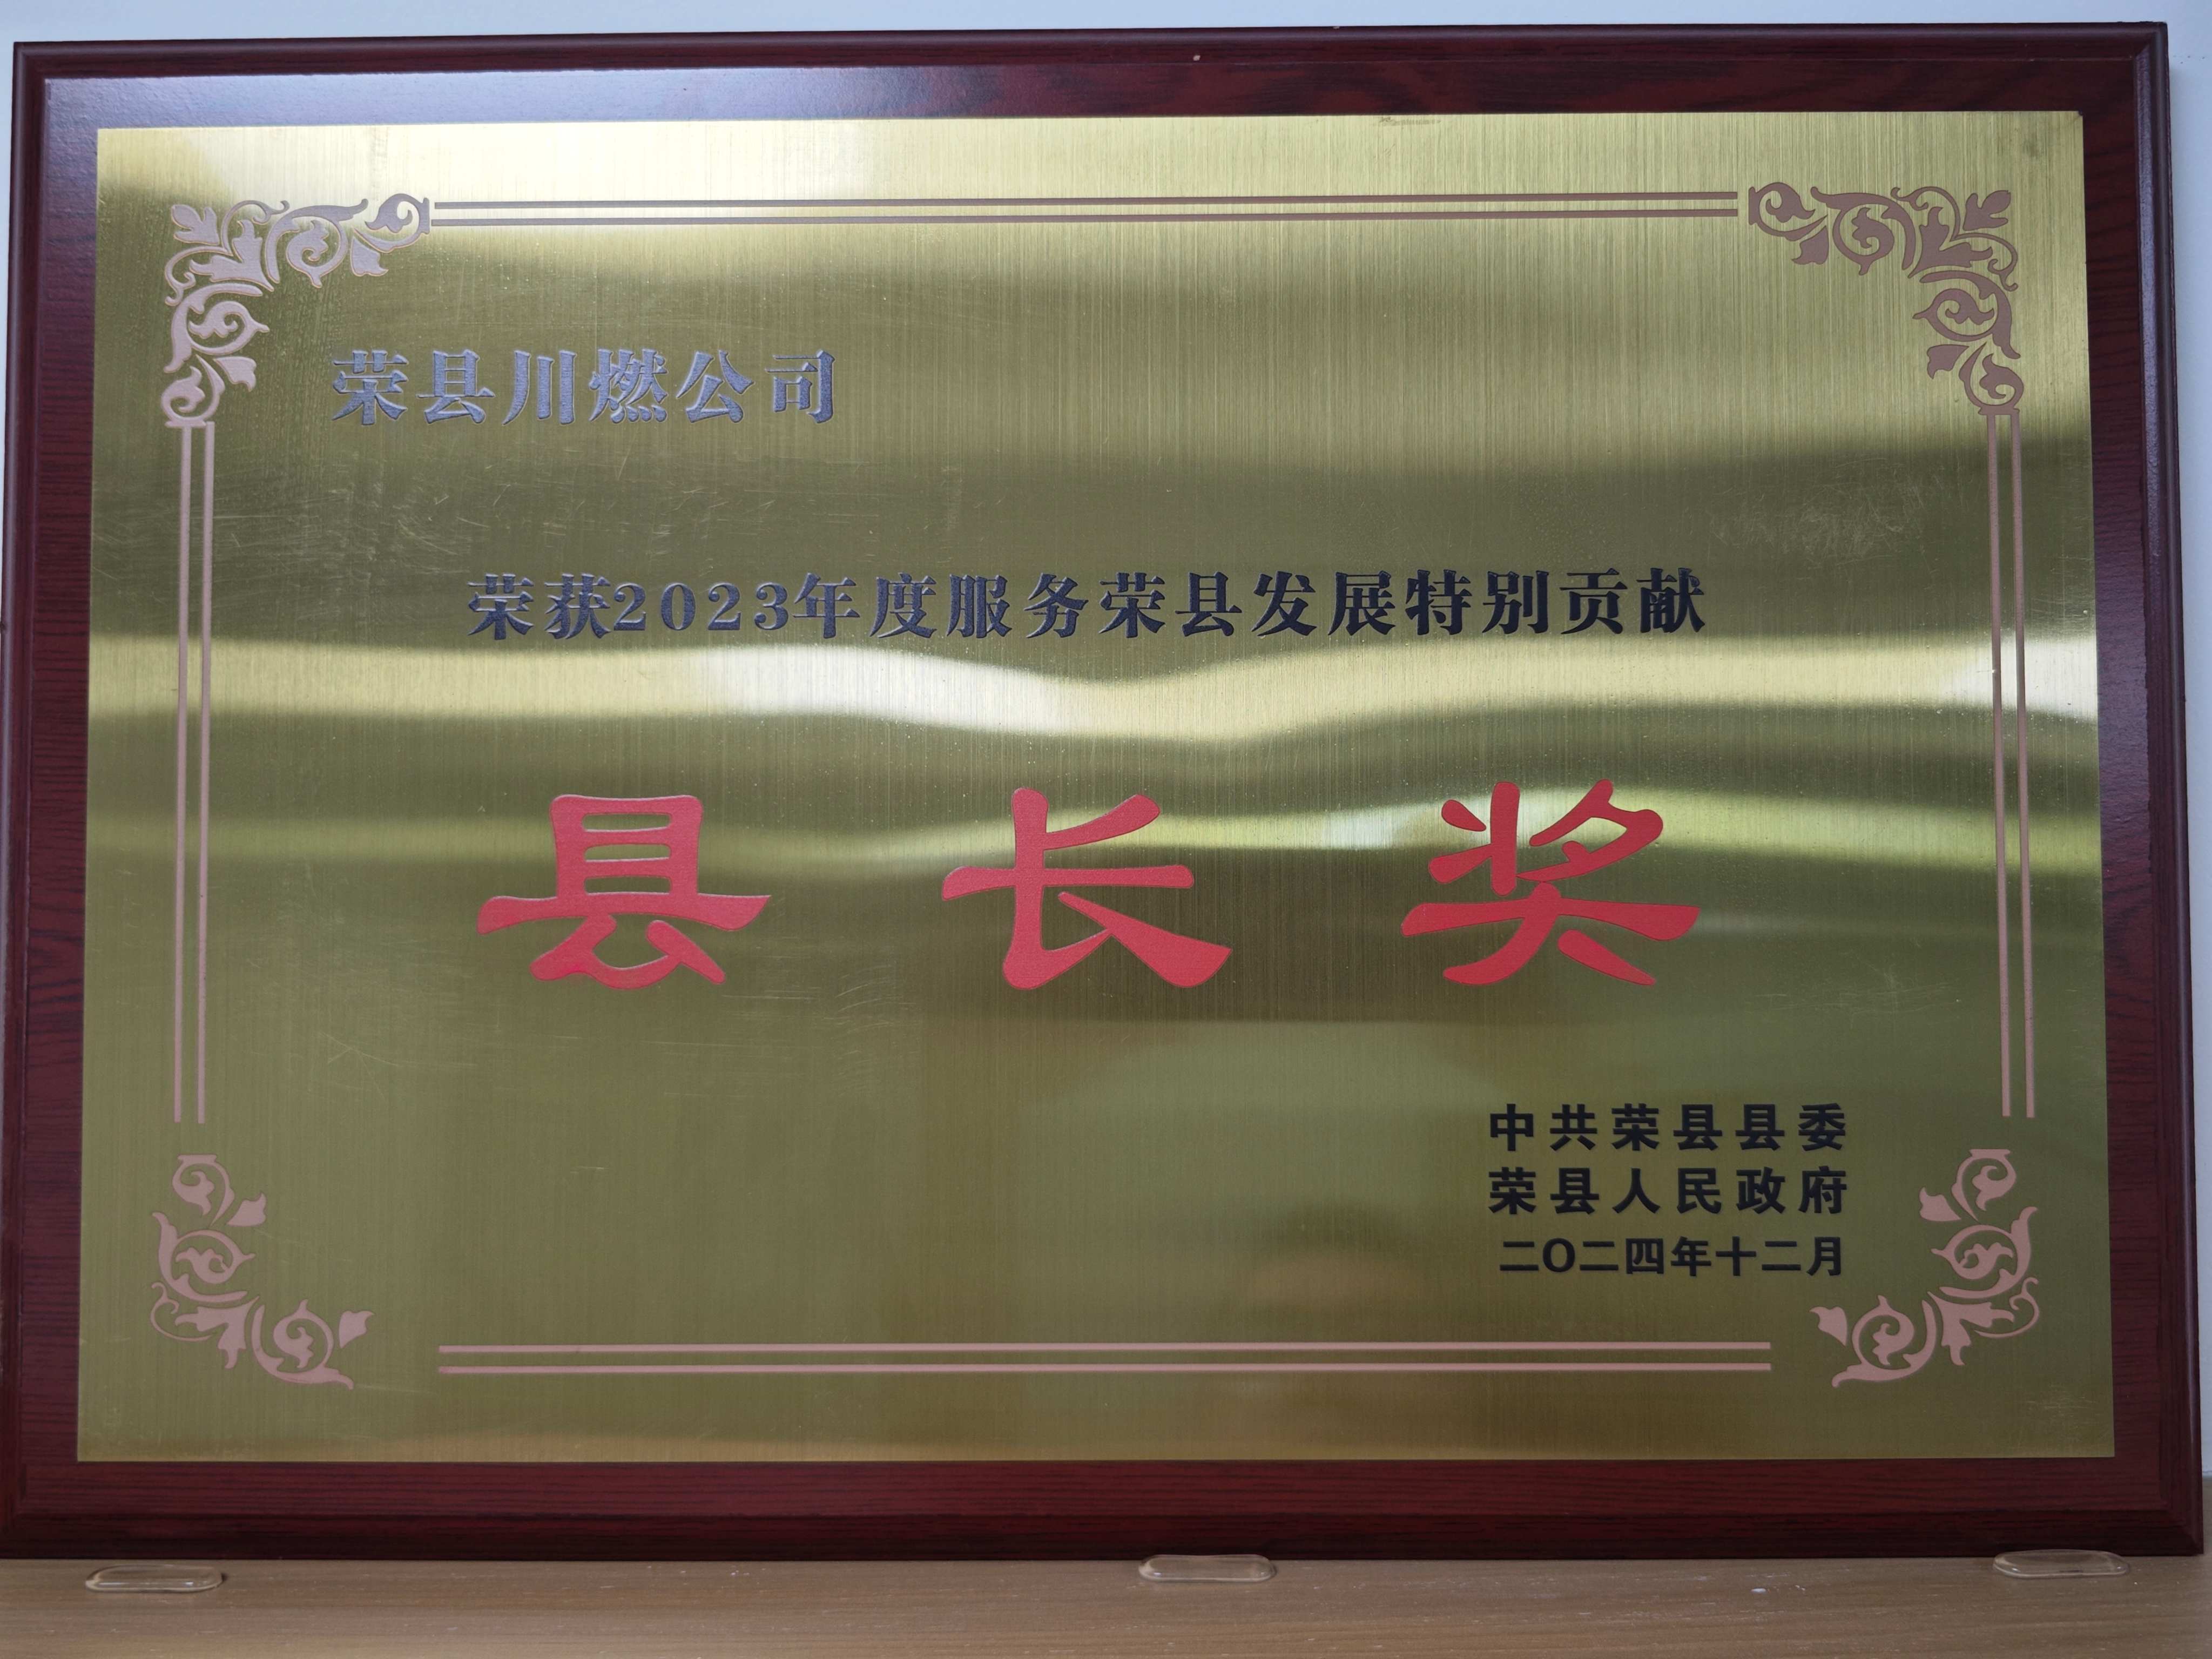 荣县川燃公司
荣获2023年度服务荣县发展特别贡献
县长奖
中共荣县县委
荣县人民政府
二〇二四年十二月